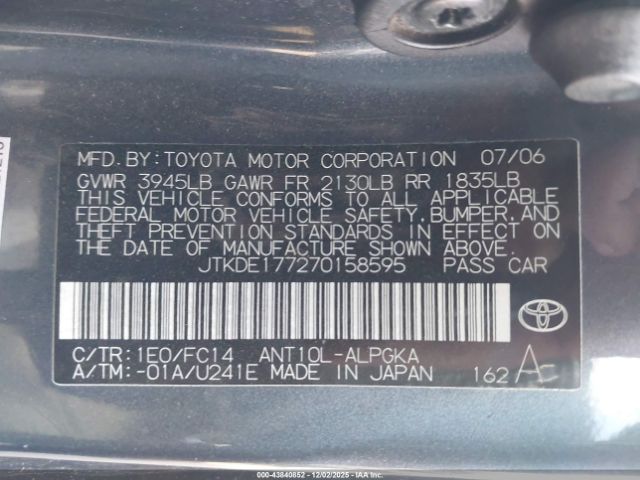 MFD.BY:TOYOTA MOTOR CORPORATION 07/06
GVWR 3945LB GAWR FR 2130LB RR 1835LB
THIS VEHICLE CONFORMS TO ALL APPLICABLE
FEDERAL MOTOR VEHICLE SAFETY,BUMPER,AND
THEFT PREVENTION STANDARDS IN EFFECT ON
THE DATE OF MANUFACTURE SHOWN ABOVE.
JTKDE177270158595 PASS CAR
TOYOTA
C/TR:1E0/FC14 ANT10L-ALPGKA
A/TM:-01A/U241E MADE IN JAPAN 162 A
000-43840852 - 12/02/2025 - IAA